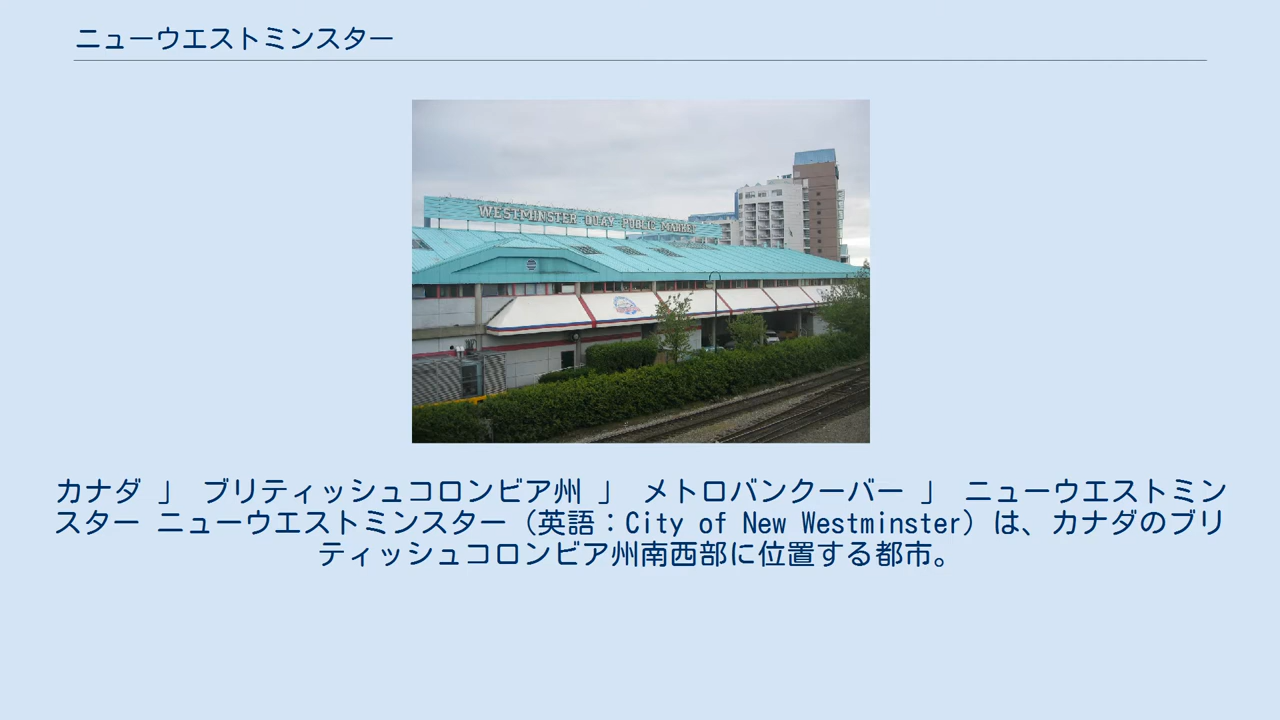 ニューウエストミンスター
WESTMINSTER QUAY PUBLIC MARKET
カナダ 」 ブリティッシュコロンビア州 」 メトロバンクーバー 」 ニューウエストミン
スター ニューウエストミンスター（英語：City of New Westminster）は、カナダのブリ
ティッシュコロンビア州南西部に位置する都市。